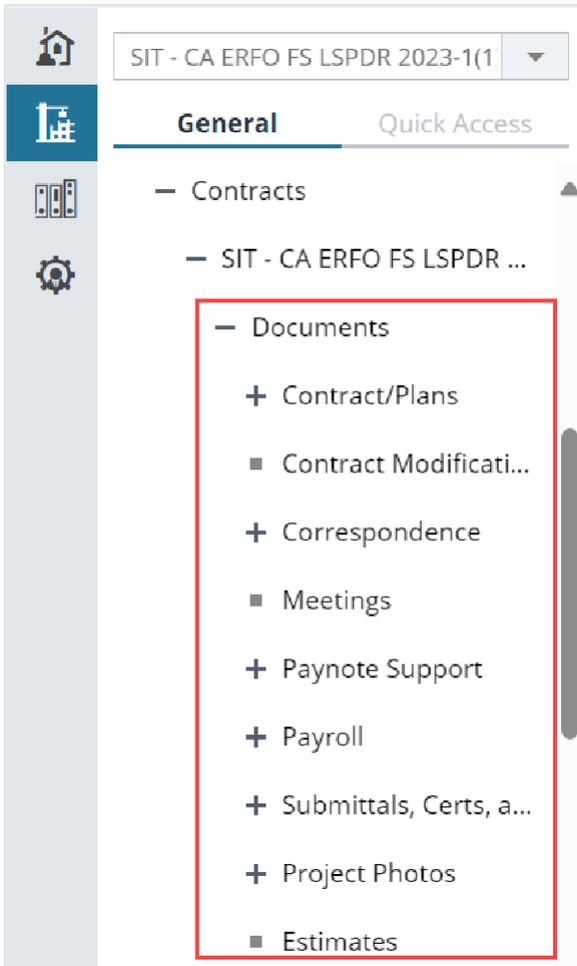 SIT - CA ERFO FS LSPDR 2023-1(1
General Quick Access
Contracts
SIT - CA ERFO FS LSPDR ...
Documents
Contract/Plans
Contract Modificati...
Correspondence
Meetings
Paynote Support
Payroll
Submittals, Certs, a...
Project Photos
Estimates